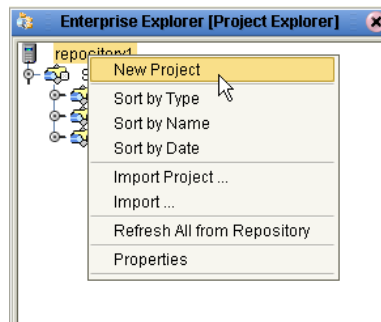 Enterprise Explorer [Project Explorer]
repository1
New Project
Sort by Type
Sort by Name
Sort by Date
Import Project ...
Import ...
Refresh All from Repository
Properties